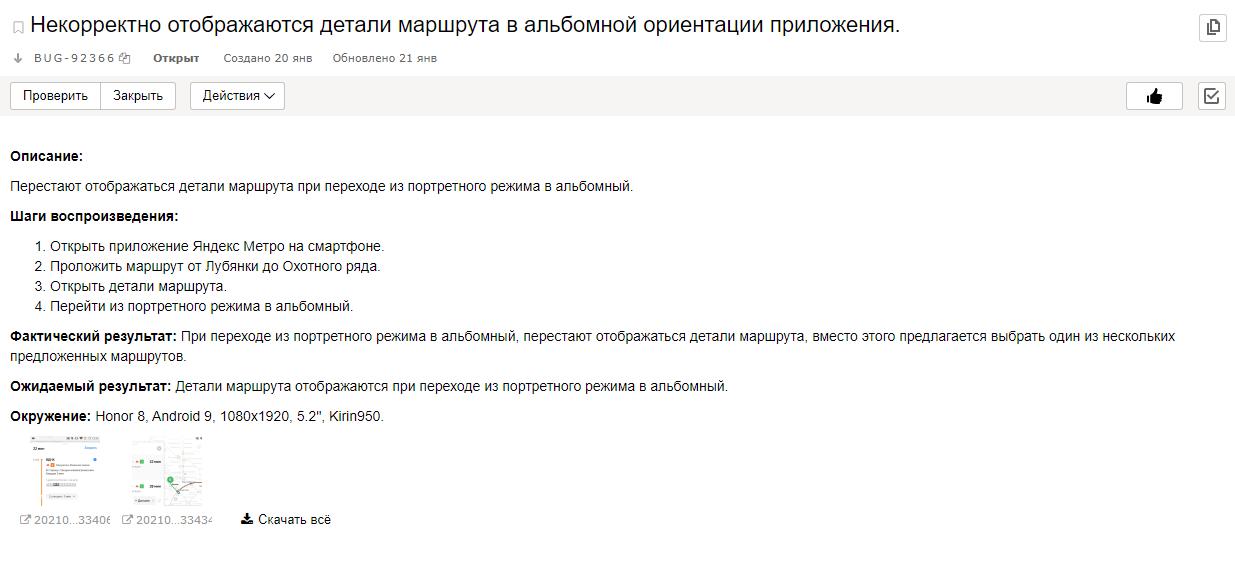 Некорректно отображаются детали маршрута в альбомной ориентации приложения.
BUG-92366 Открыт Создано 20 янв Обновлено 21 янв
Проверить Закрыть Действия
Описание:
Перестают отображаться детали маршрута при переходе из портретного режима в альбомный.
Шаги воспроизведения:
1. Открыть приложение Яндекс Метро на смартфоне.
2. Проложить маршрут от Лубянки до Охотного ряда.
3. Открыть детали маршрута.
4. Перейти из портретного режима в альбомный.
Фактический результат: При переходе из портретного режима в альбомный, перестают отображаться детали маршрута, вместо этого предлагается выбрать один из нескольких
предложенных маршрутов.
Ожидаемый результат: Детали маршрута отображаются при переходе из портретного режима в альбомный.
Окружение: Honor 8, Android 9, 1080x1920, 5.2", Kirin950.
22 мин
20210...33406 20210...33434 Скачать всё